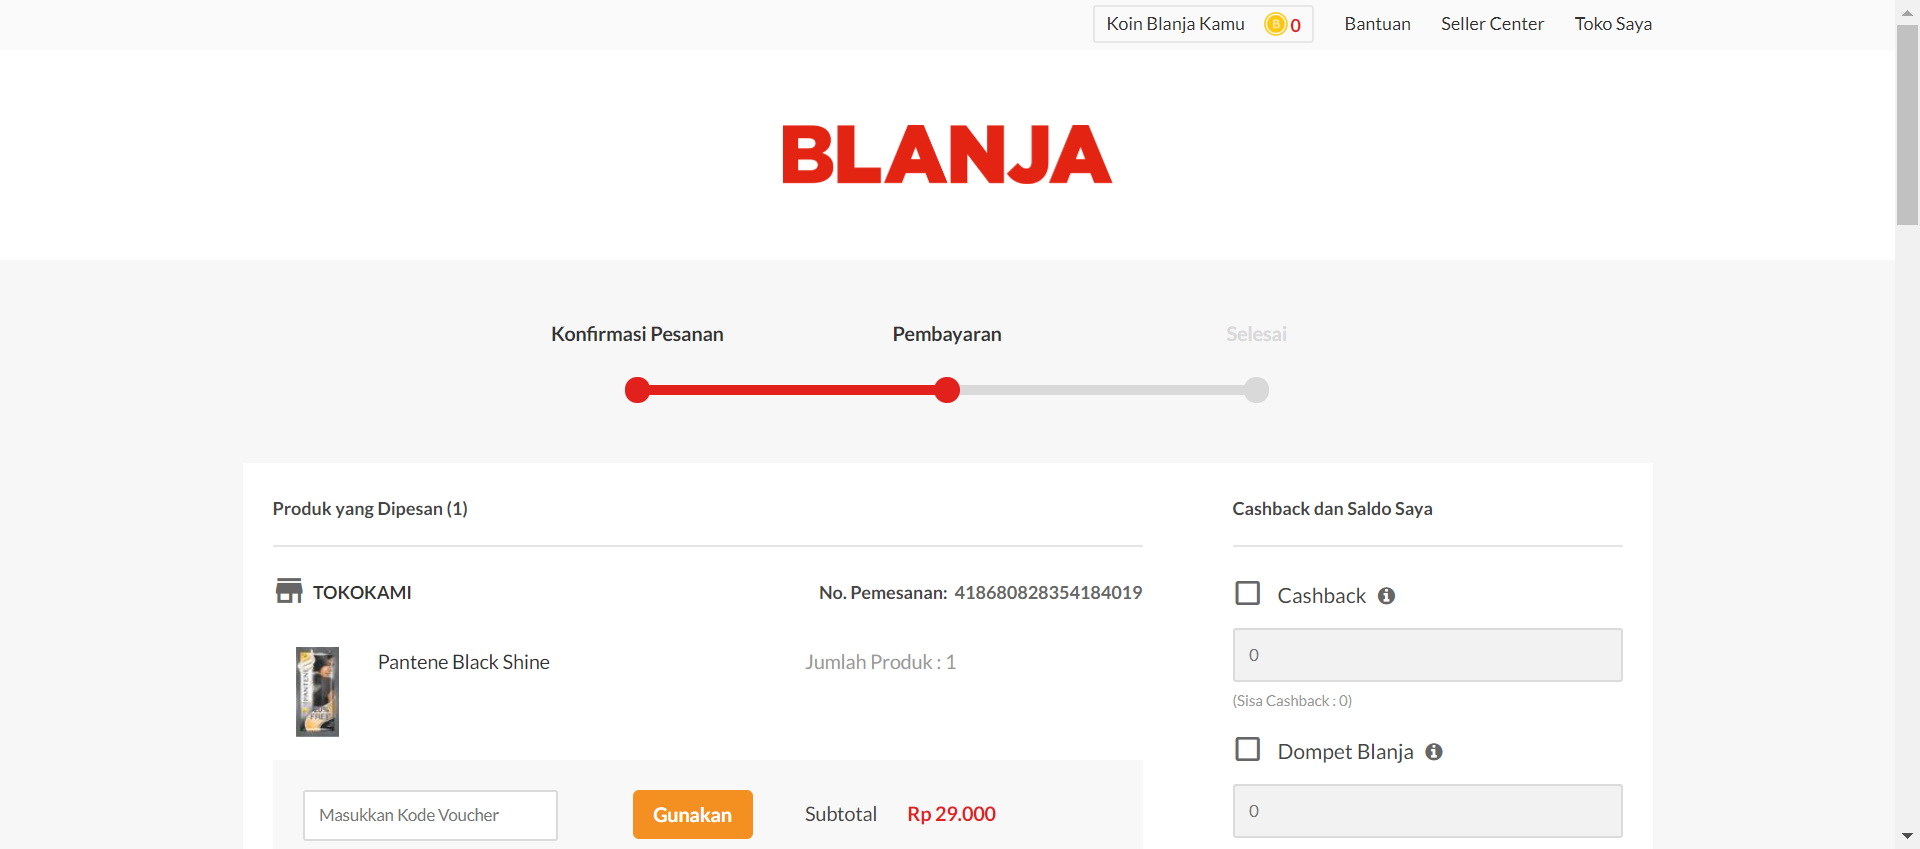 Koin Blanja Kamu 0 Bantuan Seller Center Toko Saya
BLANJA
Konfirmasi Pesanan Pembayaran Selesai
Produk yang Dipesan (1)
TOKOKAMI No. Pemesanan: 418680828354184019
Pantene Black Shine Jumlah Produk : 1
PANTENE
FREE
Masukkan Kode Voucher Gunakan Subtotal Rp 29.000
Cashback dan Saldo Saya
Cashback
0
(Sisa Cashback : 0)
Dompet Blanja
0